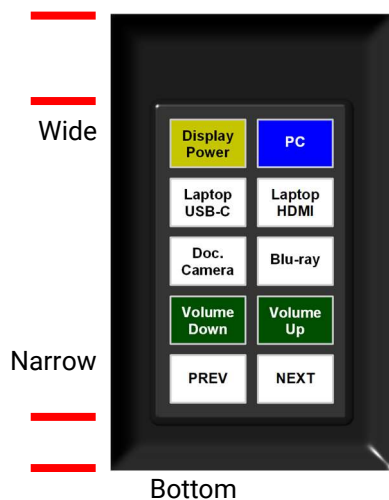 Wide
Display
Power
PC
Laptop
USB-C
Laptop
HDMI
Doc.
Camera
Blu-ray
Volume
Down
Volume
Up
Narrow
PREV
NEXT
Bottom